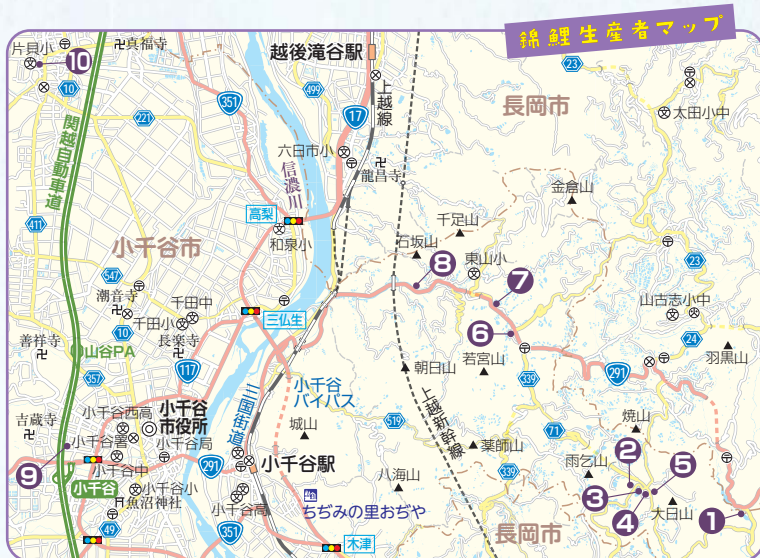 錦鯉生産者マップ
片貝小
卍真福寺
越後滝谷駅
10
10
351
499
17
上越線
23
長岡市
太田小中
221
関越自動車道
六日市小
龍昌寺
卍
信濃川
高梨
和泉小
千足山
金倉山
411
小千谷市
石坂山
8
東山小
23
547
7
潮音寺
卍
千田中
千田小
三仏生
山古志小中
10
長楽寺
卍
6
24
善祥寺
卍
山谷PA
117
若宮山
羽黒山
357
三国街道
小千谷バイパス
朝日山
339
291
吉蔵寺
卍
小千谷西高
小千谷
市役所
上越新幹線
519
71
焼山
小千谷署
小千谷局
城山
薬師山
9
小千谷中
291
小千谷駅
339
雨乞山
2
5
小千谷
小千谷小
八海山
3
4
大日山
1
魚沼神社
小千谷高
ちぢみの里おぢや
49
351
木津
長岡市